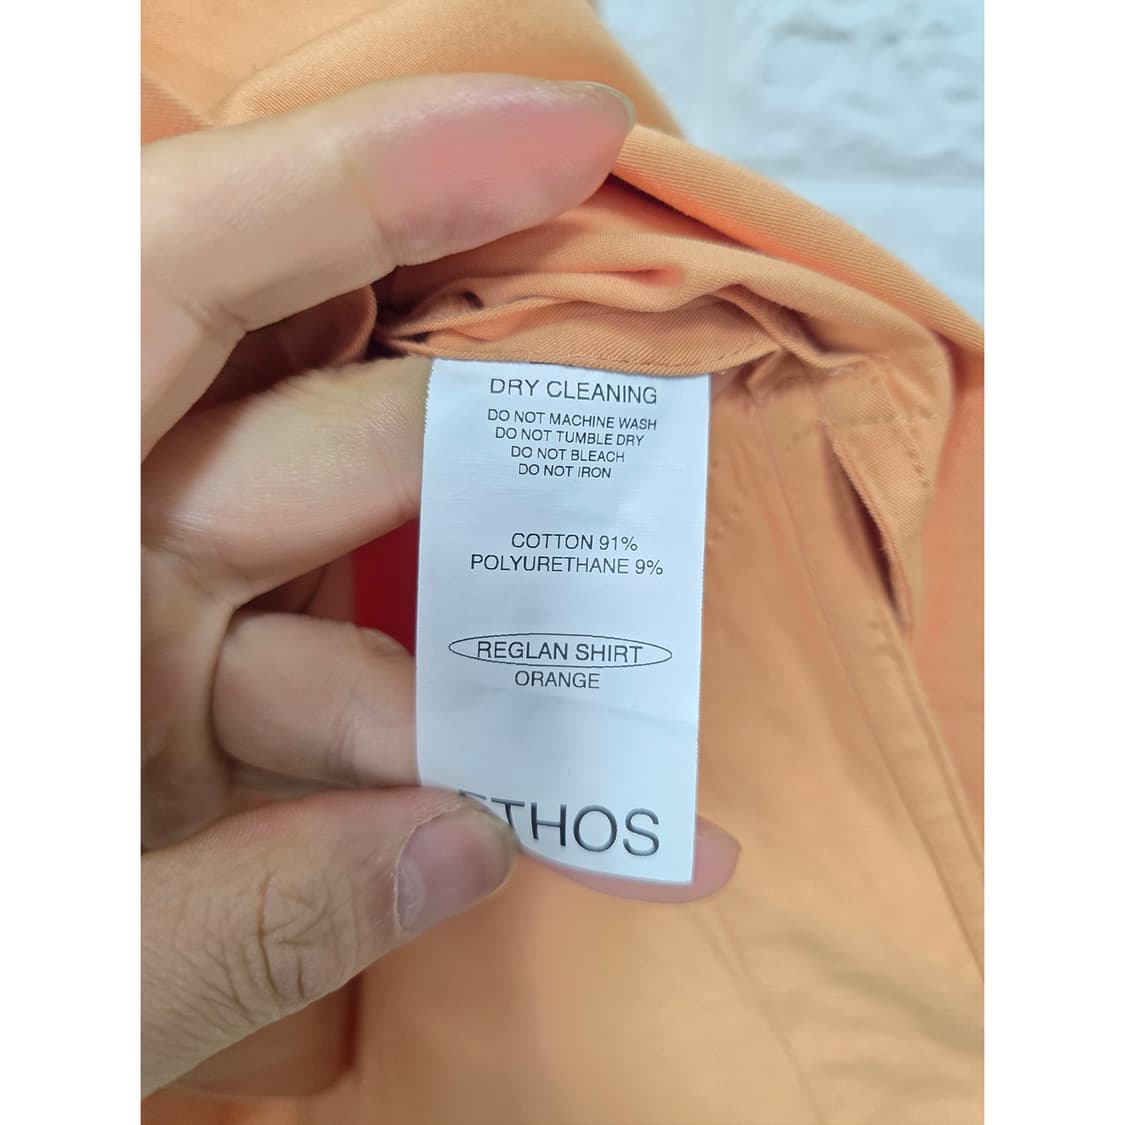 DRY CLEANING
DO NOT MACHINE WASH
DO NOT TUMBLE DRY
DO NOT BLEACH
DO NOT IRON
COTTON 91%
POLYURETHANE 9%
REGLAN SHIRT
ORANGE
ETHOS